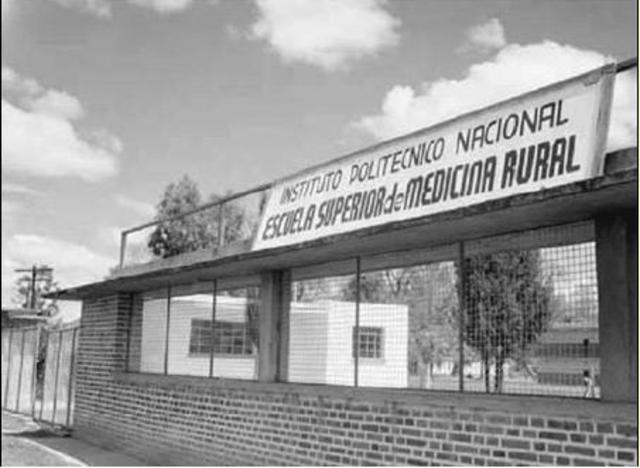 INSTITUTO POLITECNICO NACIONAL
ESCUELA SUPERIOR de MEDICINA RURAL